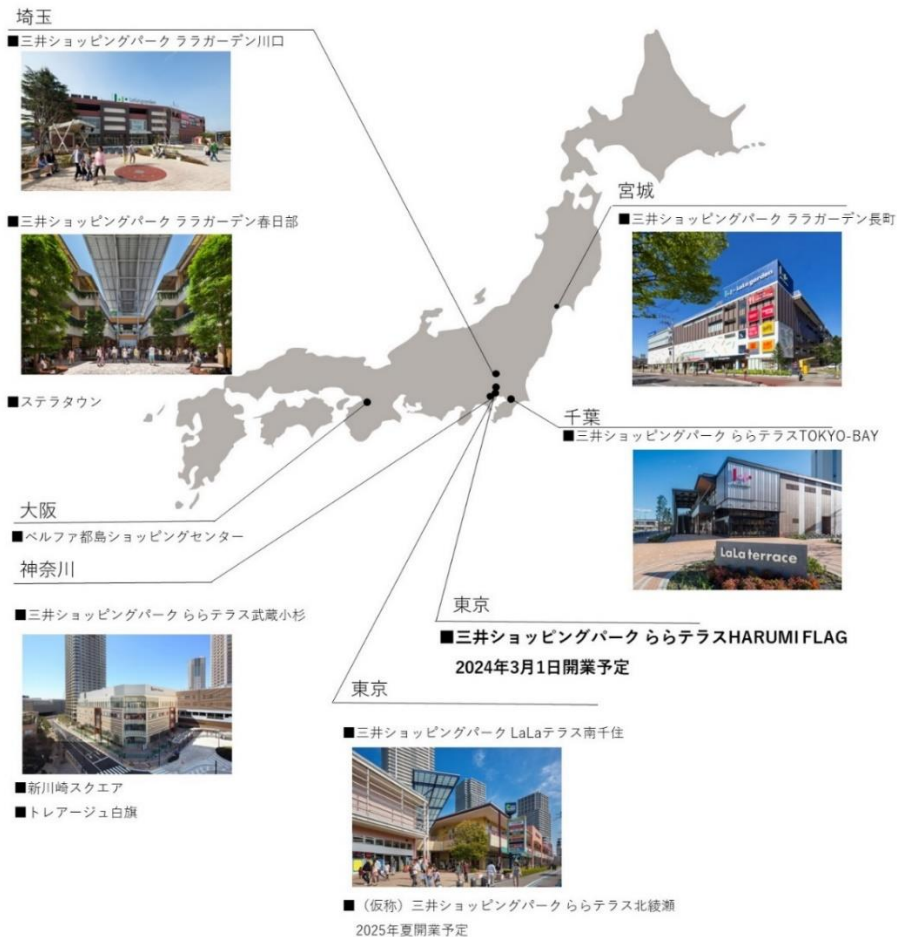 埼玉
■三井ショッピングパーク ララガーデン川口
■三井ショッピングパーク ララガーデン春日部
■ステラタウン
宮城
■三井ショッピングパーク ララガーデン長町
Lalagarden
千葉
■三井ショッピングパーク ららテラスTOKYO-BAY
LaLa terrace
大阪
■ベルファ都島ショッピングセンター
神奈川
■三井ショッピングパーク ららテラス武蔵小杉
■新川崎スクエア
■トレアージュ白旗
東京
■三井ショッピングパーク ららテラスHARUMI FLAG
2024年3月1日開業予定
東京
■三井ショッピングパーク LaLaテラス南千住
■（仮称）三井ショッピングパーク ららテラス北綾瀬
2025年夏開業予定